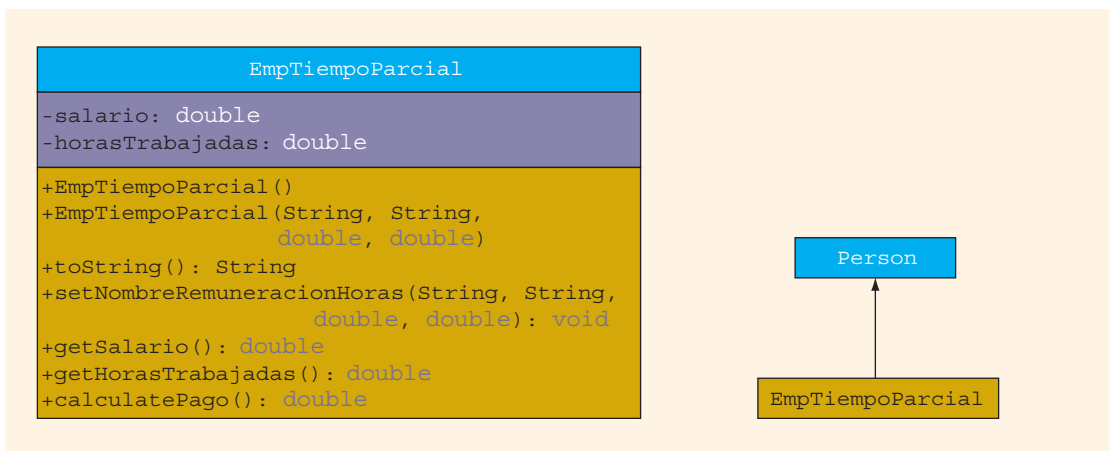 EmpTiempoParcial
-salario: double
-horasTrabajadas: double
+EmpTiempoParcial()
+EmpTiempoParcial(String, String,
double, double)
+toString(): String
+setNombreRemuneracionHoras(String, String,
double, double): void
+getSalario(): double
+getHorasTrabajadas(): double
+calculatePago(): double
Person
EmpTiempoParcial